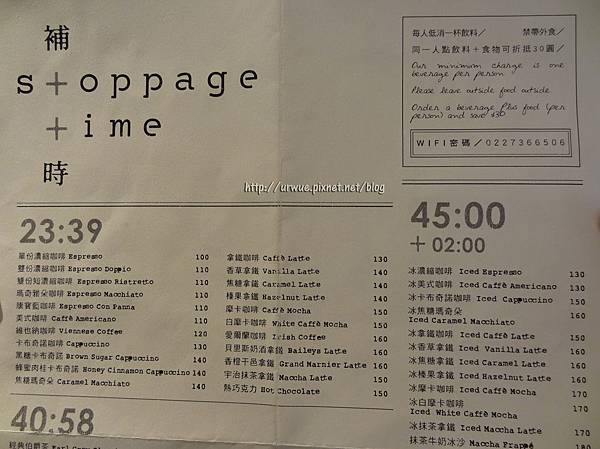 補
stoppage
time
時
每人低消一杯飲料/ 禁帶外食/
同一人點飲料+食物可折抵30圓/
Our minimum charge is one
beverage per person
Please leave outside food outside
Order a beverage Plus food (per
person) and save $30
WIFI密碼/0227366506
http://urwue.pixnet.net/blog
23:39
單份濃縮咖啡 Espresso 100
雙份濃縮咖啡 Espresso Doppio 110
雙份短濃縮咖啡 Espresso Ristretto 110
瑪奇雅朵咖啡 Espresso Macchiato 110
康寶藍咖啡 Espresso Con Panna 110
美式咖啡 Caffè Americano 110
維也納咖啡 Viennese Coffee 120
卡布奇諾咖啡 Cappuccino 130
黑糖卡布奇諾 Brown Sugar Cappuccino 140
蜂蜜肉桂卡布奇諾 Honey Cinnamon Cappuccino 140
焦糖瑪奇朵 Caramel Macchiato 140
拿鐵咖啡 Caffè Latte 130
香草拿鐵 Vanilla Latte 140
焦糖拿鐵 Caramel Latte 140
榛果拿鐵 Hazelnut Latte 140
摩卡咖啡 Caffè Mocha 150
白摩卡咖啡 White Caffè Mocha 150
愛爾蘭咖啡 Irish Coffee 160
貝里斯奶酒拿鐵 Baileys Latte 160
香橙干邑拿鐵 Grand Marnier Latte 160
宇治抹茶拿鐵 Maccha Latte 150
熱巧克力 Hot Chocolate 150
40:58
經典伯爵茶 Earl Grey
45:00
+ 02:00
冰濃縮咖啡 Iced Espresso 130
冰美式咖啡 Iced Caffè Americano 130
冰卡布奇諾咖啡 Iced Cappuccino 150
冰焦糖瑪奇朵
Iced Caramel Macchiato 160
冰拿鐵咖啡 Iced Caffè Latte 150
冰香草拿鐵 Iced Vanilla Latte 160
冰焦糖拿鐵 Iced Caramel Latte 160
冰榛果拿鐵 Iced Hazelnut Latte 160
冰摩卡咖啡 Iced Caffè Mocha 170
冰白摩卡咖啡
Iced White Caffè Mocha 170
冰抹茶拿鐵 Iced Maccha Latte 170
抹茶牛奶冰沙 Maccha Frappé 180